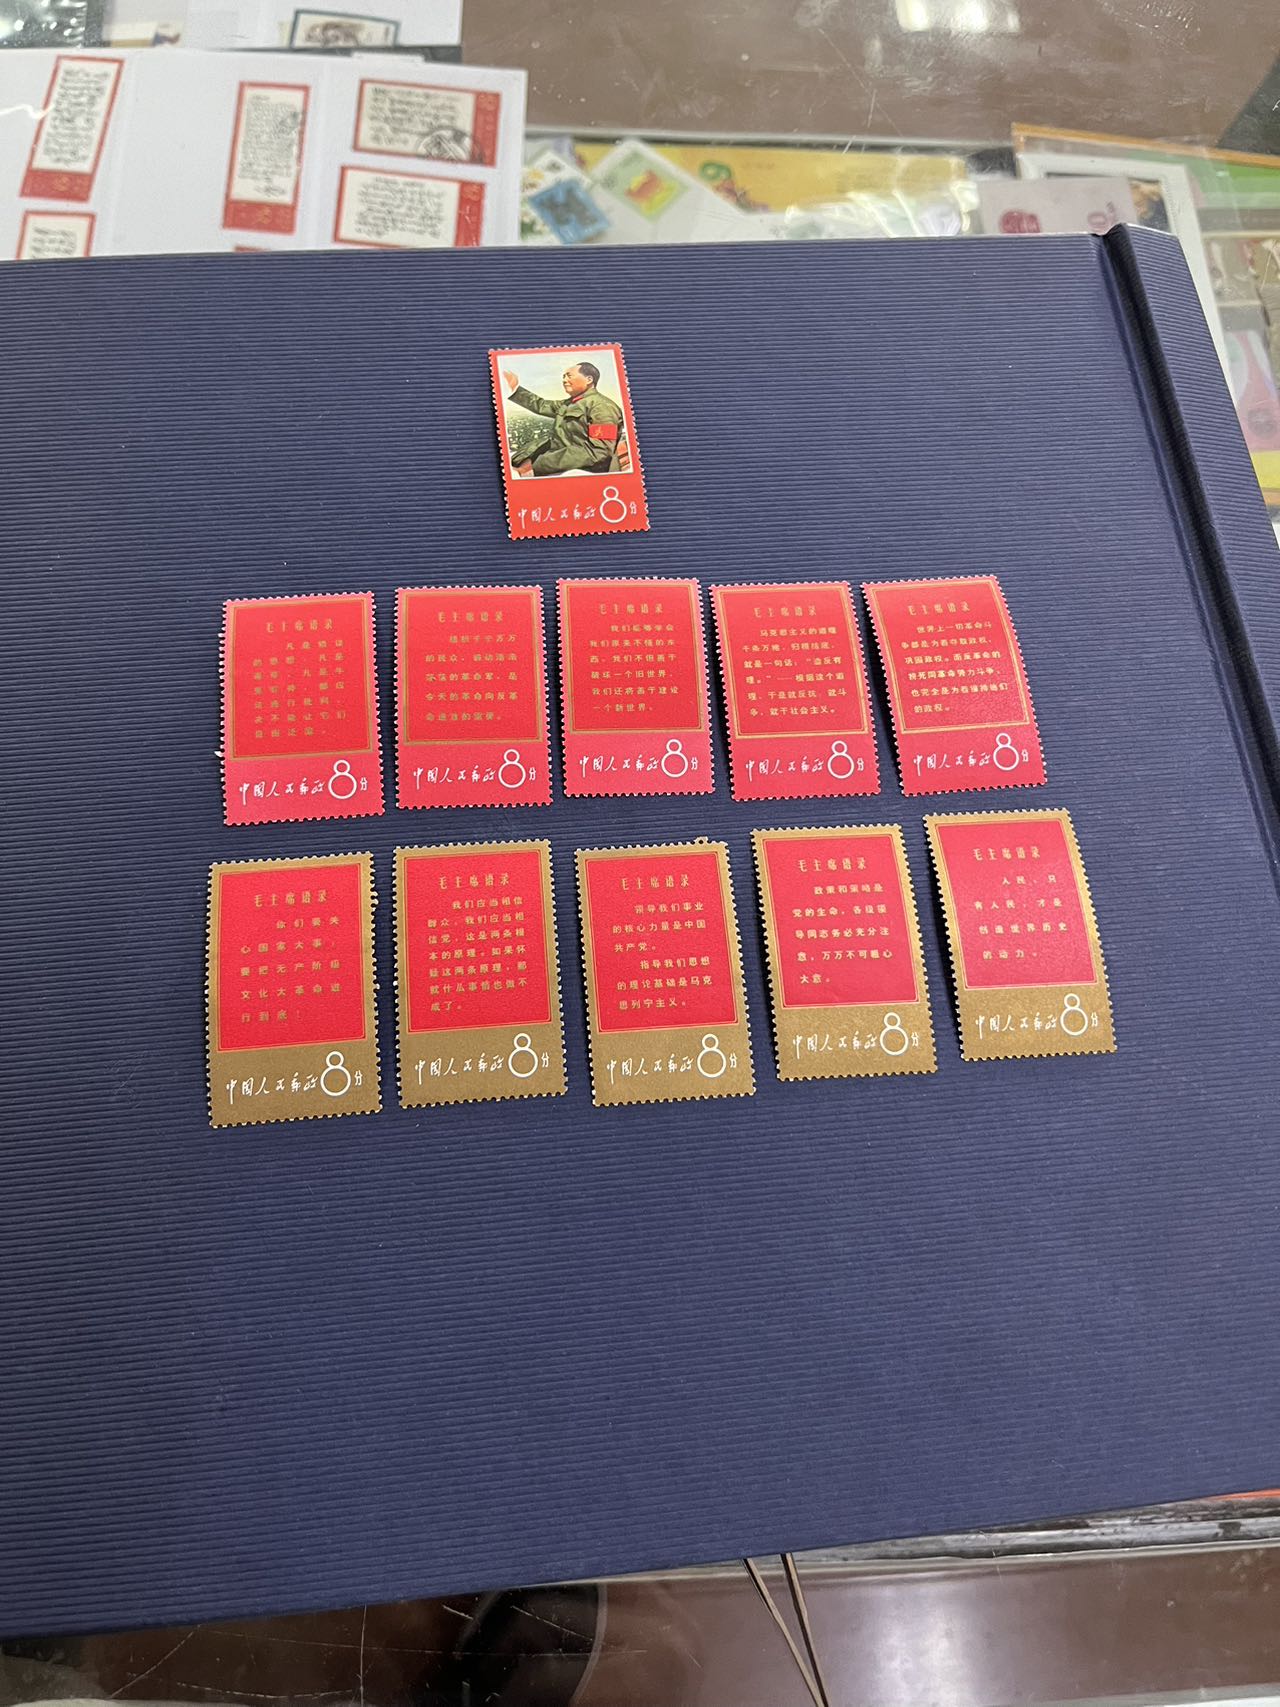 中国人民邮政8分
毛主席语录
凡是错误
的思想，凡是
毒草，凡是牛
鬼蛇神，都应
该进行批判，
决不能让它们
自由泛滥。
中国人民邮政8分
毛主席语录
组织千千万万
的民众，调动浩浩
荡荡的革命军，是
今天的革命向反革
命进攻的需要。
中国人民邮政8分
毛主席语录
我们能够学会
我们原来不懂的东
西。我们不但善于
破坏一个旧世界，
我们还将善于建设
一个新世界。
中国人民邮政8分
毛主席语录
马克思主义的道理
千条万绪，归根结底，
就是一句话：“造反有
理。”——根据这个道
理，于是就反抗，就斗
争，就干社会主义。
中国人民邮政8分
毛主席语录
世界上一切革命斗
争都是为着夺取政权，
巩固政权。而反革命的
拚死同革命势力斗争，
也完全是为着维持他们
的政权。
中国人民邮政8分
毛主席语录
你们要关
心国家大事，
要把无产阶级
文化大革命进
行到底！
中国人民邮政8分
毛主席语录
我们应当相信
群众，我们应当相
信党，这是两条根
本的原理。如果怀
疑这两条原理，那
就什么事情也做不
成了。
中国人民邮政8分
毛主席语录
领导我们事业
的核心力量是中国
共产党。
指导我们思想
的理论基础是马克
思列宁主义。
中国人民邮政8分
毛主席语录
政策和策略是
党的生命，各级领
导同志务必充分注
意，万万不可粗心
大意。
中国人民邮政8分
毛主席语录
人民，只
有人民，才是
创造世界历史
的动力。
中国人民邮政8分